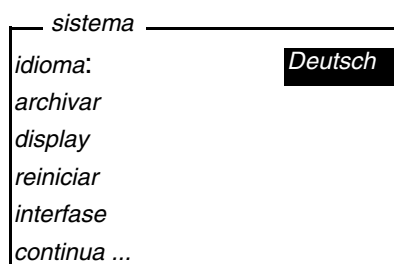 sistema
idioma: Deutsch
archivar
display
reiniciar
interfase
continua ...